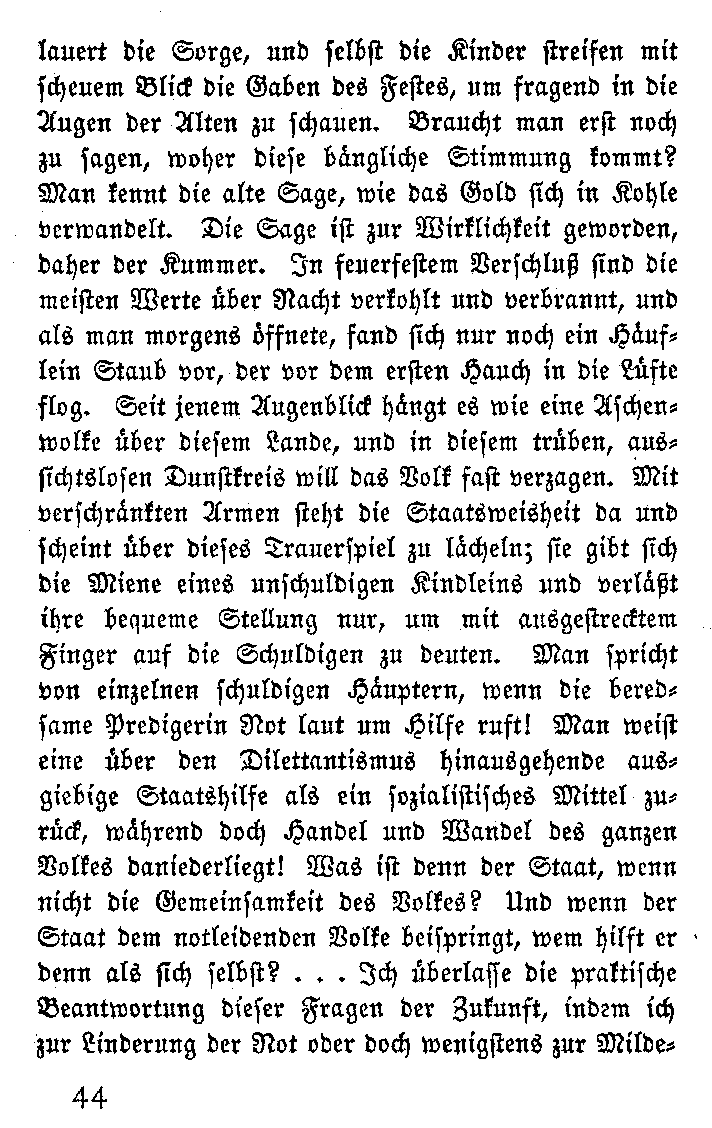 lauert die Sorge, und selbst die Kinder streifen mit
scheuem Blick die Gaben des Festes, um fragend in die
Augen der Alten zu schauen. Braucht man erst noch
zu sagen, woher diese bängliche Stimmung kommt?
Man kennt die alte Sage, wie das Gold sich in Kohle
verwandelt. Die Sage ist zur Wirklichkeit geworden,
daher der Kummer. In feuerfestem Verschluß sind die
meisten Werte über Nacht verkohlt und verbrannt, und
als man morgens öffnete, fand sich nur noch ein Häuf-
lein Staub vor, der vor dem ersten Hauch in die Lüfte
flog. Seit jenem Augenblick hängt es wie eine Aschen-
wolke über diesem Lande, und in diesem trüben, aus-
sichtslosen Dunstkreis will das Volk fast verzagen. Mit
verschränkten Armen steht die Staatsweisheit da und
scheint über dieses Trauerspiel zu lächeln; sie gibt sich
die Miene eines unschuldigen Kindleins und verläßt
ihre bequeme Stellung nur, um mit ausgestrecktem
Finger auf die Schuldigen zu deuten. Man spricht
von einzelnen schuldigen Häuptern, wenn die bered-
same Predigerin Not laut um Hilfe ruft! Man weist
eine über den Dilettantismus hinausgehende aus-
giebige Staatshilfe als ein sozialistisches Mittel zu-
rück, während doch Handel und Wandel des ganzen
Volkes daniederliegt! Was ist denn der Staat, wenn
nicht die Gemeinsamkeit des Volkes? Und wenn der
Staat dem notleidenden Volke beispringt, wem hilft er
denn als sich selbst? . . . Ich überlasse die praktische
Beantwortung dieser Fragen der Zukunft, indem ich
zur Linderung der Not oder doch wenigstens zur Milde-
44